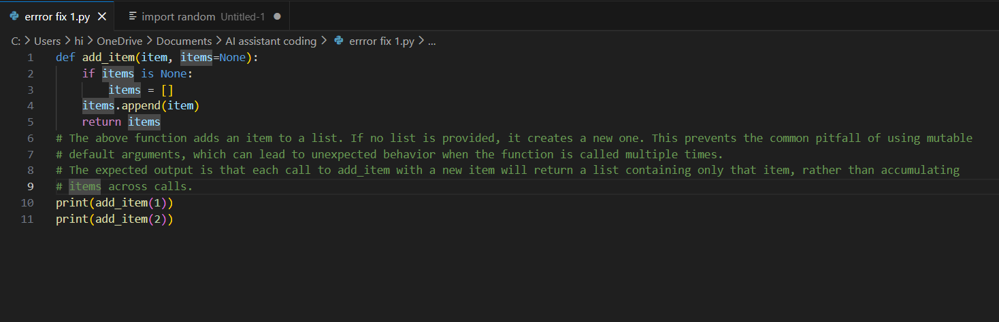 errror fix 1.py
import random Untitled-1
C: > Users > hi > OneDrive > Documents > AI assistant coding > errror fix 1.py > ...
1 def add_item(item, items=None):
2     if items is None:
3         items = []
4     items.append(item)
5     return items
6 # The above function adds an item to a list. If no list is provided, it creates a new one. This prevents the common pitfall of using mutable
7 # default arguments, which can lead to unexpected behavior when the function is called multiple times.
8 # The expected output is that each call to add_item with a new item will return a list containing only that item, rather than accumulating
9 # items across calls.
10 print(add_item(1))
11 print(add_item(2))